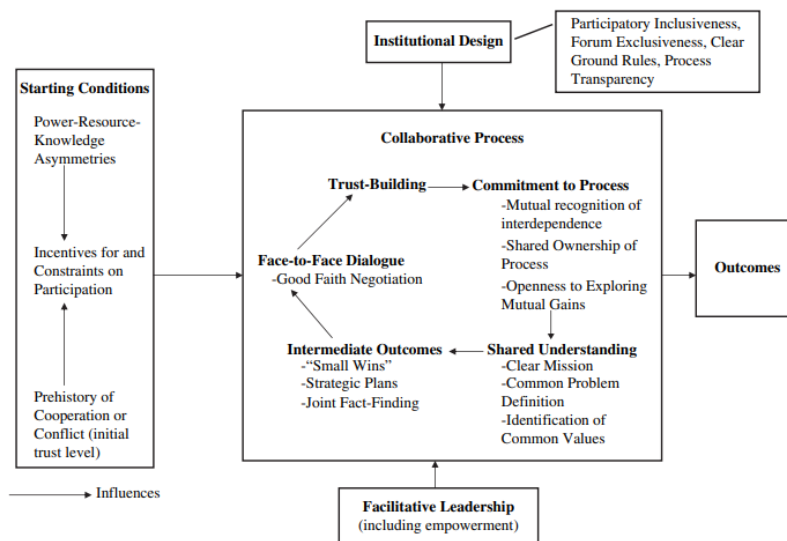 Institutional Design
Participatory Inclusiveness,
Forum Exclusiveness, Clear
Ground Rules, Process
Transparency
Starting Conditions
Power-Resource-
Knowledge
Asymmetries
Incentives for and
Constraints on
Participation
Prehistory of
Cooperation or
Conflict (initial
trust level)
Influences
Collaborative Process
Trust-Building
Commitment to Process
-Mutual recognition of
interdependence
-Shared Ownership of
Process
-Openness to Exploring
Mutual Gains
Face-to-Face Dialogue
-Good Faith Negotiation
Intermediate Outcomes
-“Small Wins”
-Strategic Plans
-Joint Fact-Finding
Shared Understanding
-Clear Mission
-Common Problem
Definition
-Identification of
Common Values
Outcomes
Facilitative Leadership
(including empowerment)